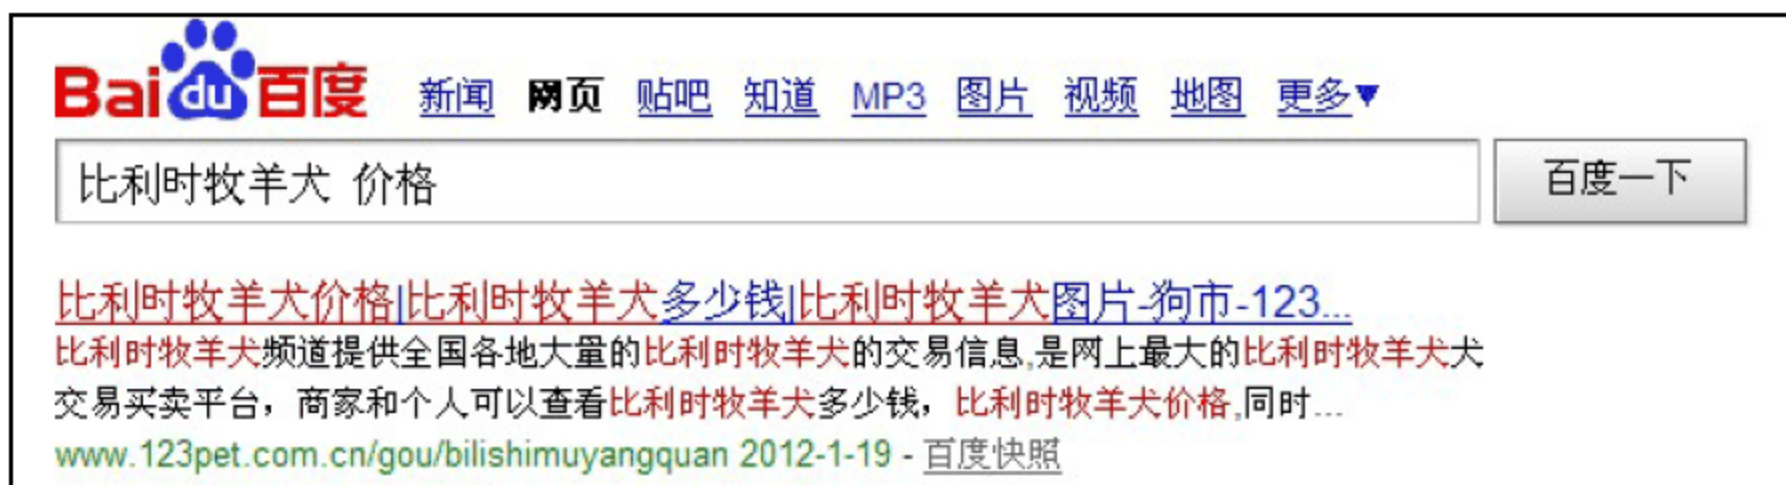 Bai du 百度 新闻 网页 贴吧 知道 MP3 图片 视频 地图 更多▼
比利时牧羊犬 价格 百度一下
比利时牧羊犬价格|比利时牧羊犬多少钱|比利时牧羊犬图片-狗市-123...
比利时牧羊犬频道提供全国各地大量的比利时牧羊犬的交易信息,是网上最大的比利时牧羊犬犬
交易买卖平台，商家和个人可以查看比利时牧羊犬多少钱，比利时牧羊犬价格,同时...
www.123pet.com.cn/gou/bilishimuyangquan 2012-1-19 - 百度快照